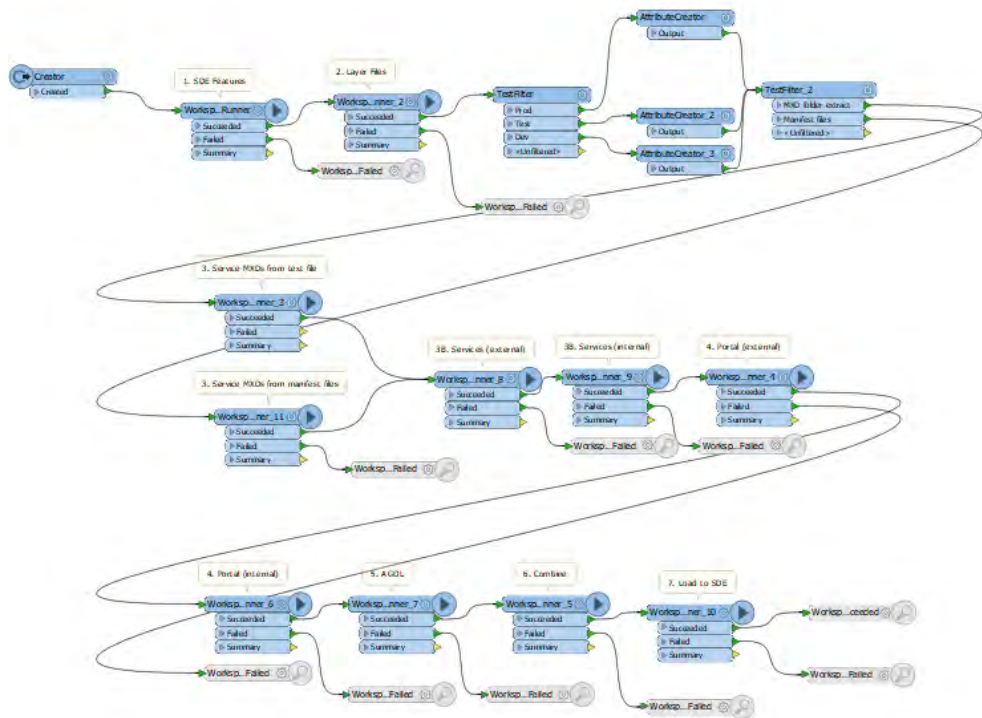 Creator
Created
1. SDE Features
Worksp...Runner
Succeeded
Failed
Summary
Worksp...Failed
2. Layer Files
Worksp...nner_2
Succeeded
Failed
Summary
Worksp...Failed
TestFilter
Prod
Test
Dev
<Unfiltered>
AttributeCreator
Output
AttributeCreator_2
Output
AttributeCreator_3
Output
TestFilter_2
MXD folder extract
Manifest files
<Unfiltered>
3. Service MXDs from text file
Worksp...nner_3
Succeeded
Failed
Summary
3. Service MXDs from manifest files
Worksp...ner_11
Succeeded
Failed
Summary
Worksp...Failed
3B. Services (external)
Worksp...nner_8
Succeeded
Failed
Summary
Worksp...Failed
3B. Services (internal)
Worksp...nner_9
Succeeded
Failed
Summary
Worksp...Failed
4. Portal (external)
Worksp...nner_4
Succeeded
Failed
Summary
4. Portal (internal)
Worksp...nner_6
Succeeded
Failed
Summary
Worksp...Failed
Worksp...Failed
5. AGOL
Worksp...nner_7
Succeeded
Failed
Summary
Worksp...Failed
6. Combine
Worksp...nner_5
Succeeded
Failed
Summary
Worksp...Failed
7. Load to SDE
Worksp...ner_10
Succeeded
Failed
Summary
Worksp...ceeded
Worksp...Failed